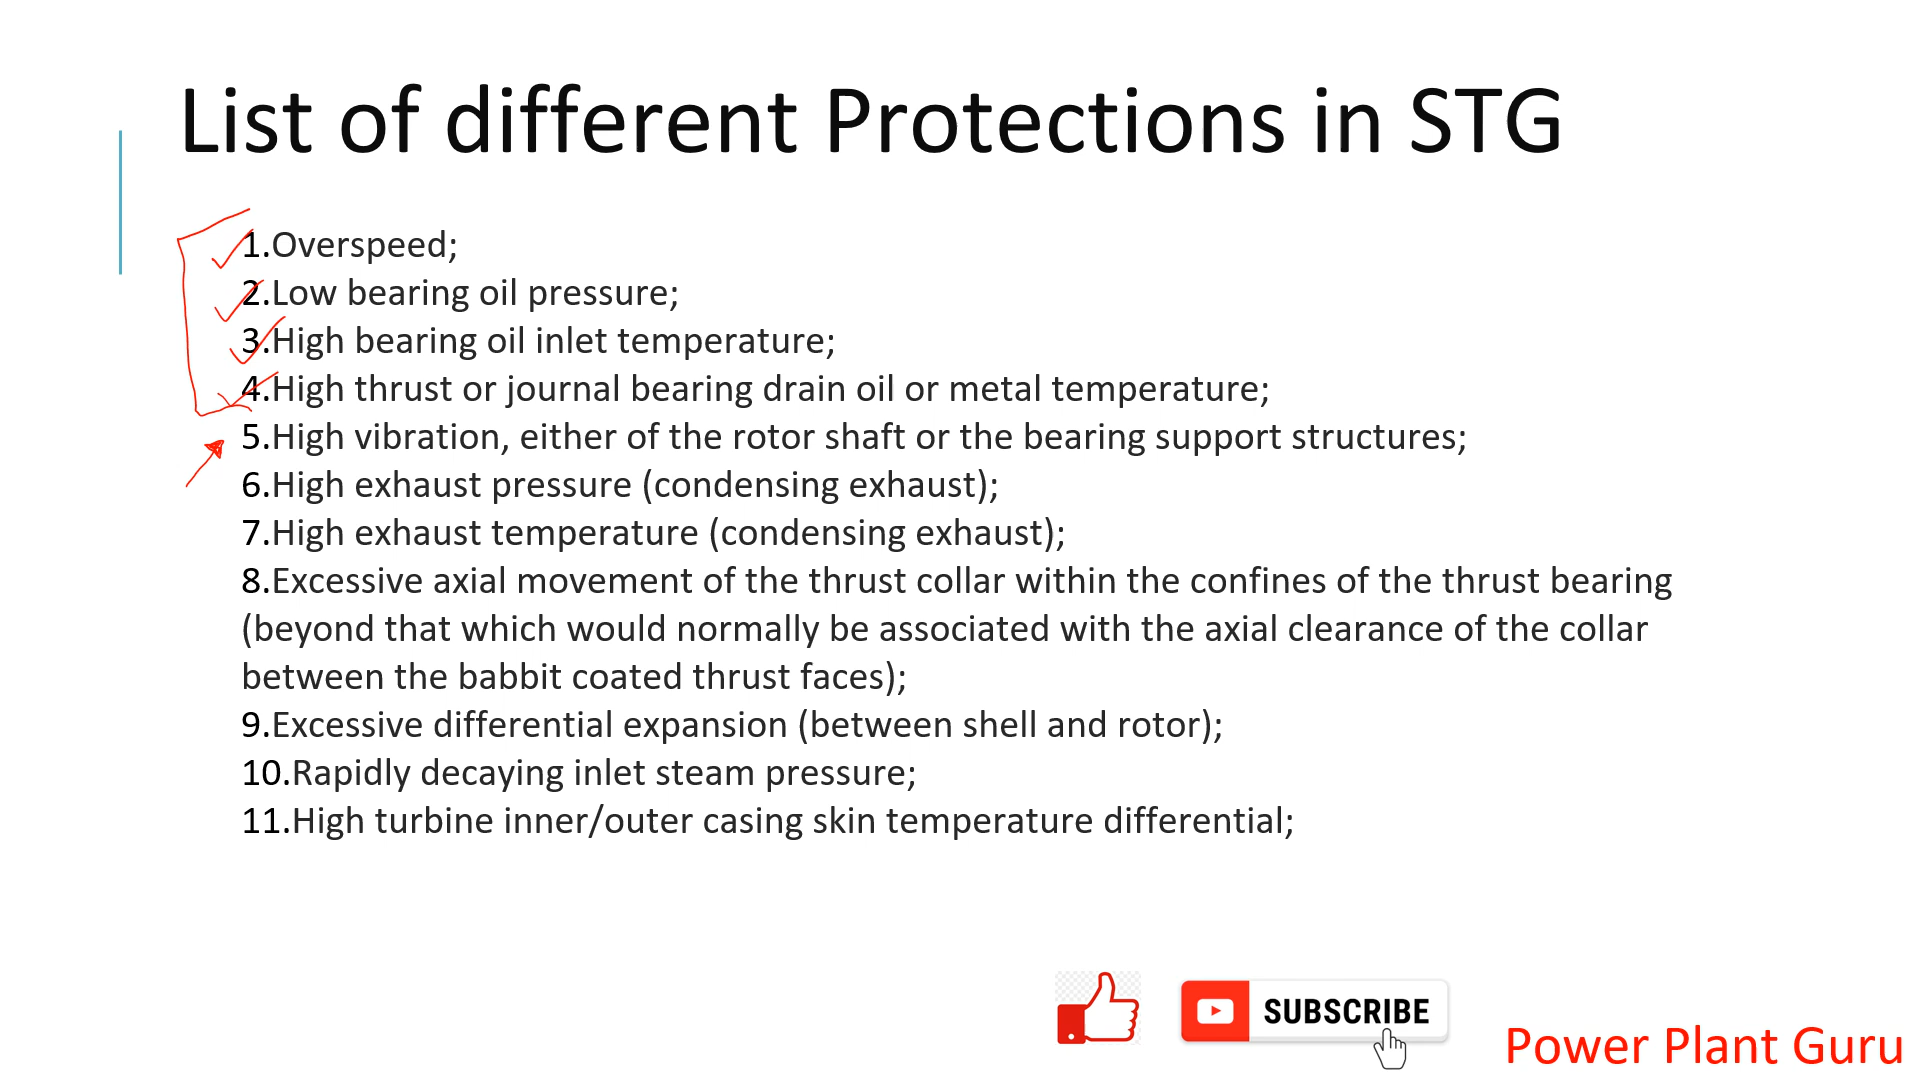 List of different Protections in STG
1.Overspeed;
2.Low bearing oil pressure;
3.High bearing oil inlet temperature;
4.High thrust or journal bearing drain oil or metal temperature;
5.High vibration, either of the rotor shaft or the bearing support structures;
6.High exhaust pressure (condensing exhaust);
7.High exhaust temperature (condensing exhaust);
8.Excessive axial movement of the thrust collar within the confines of the thrust bearing
(beyond that which would normally be associated with the axial clearance of the collar
between the babbit coated thrust faces);
9.Excessive differential expansion (between shell and rotor);
10.Rapidly decaying inlet steam pressure;
11.High turbine inner/outer casing skin temperature differential;
SUBSCRIBE
Power Plant Guru